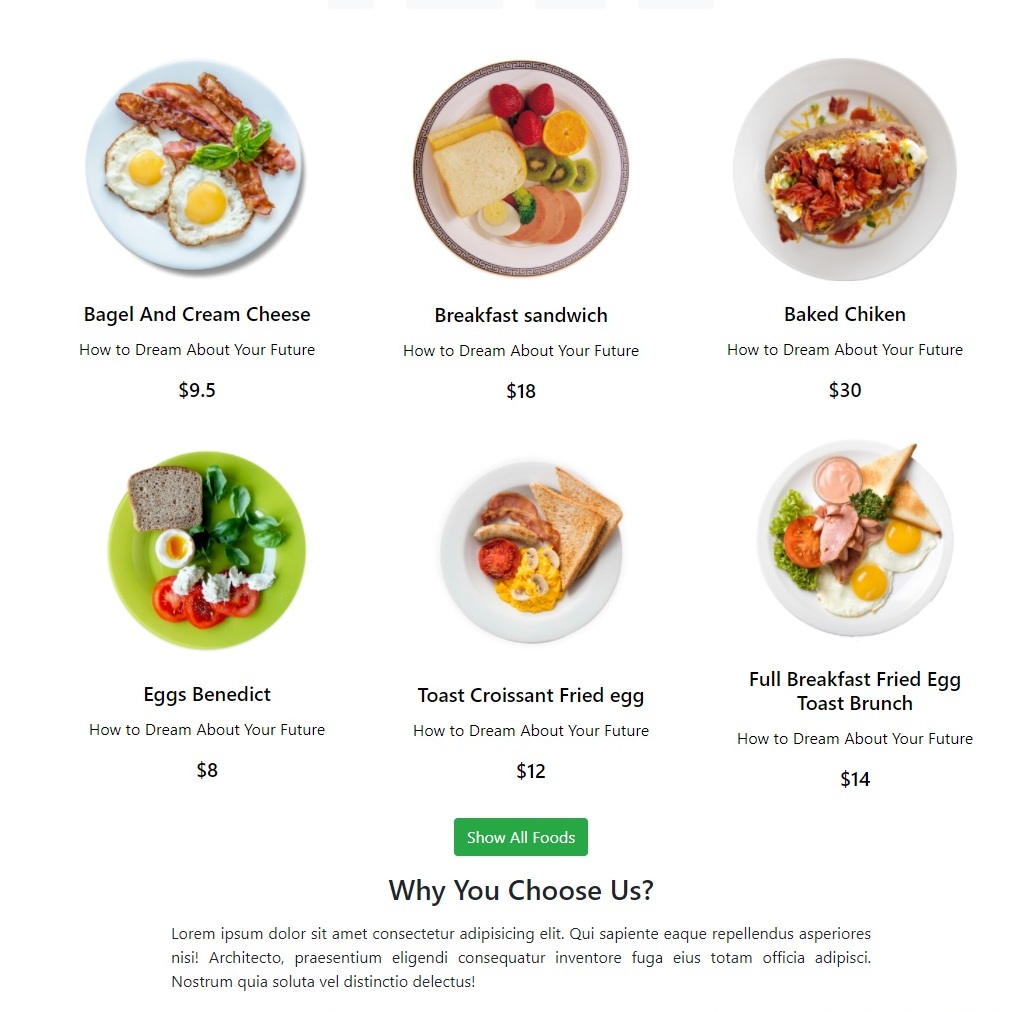 Bagel And Cream Cheese
How to Dream About Your Future
$9.5
Breakfast sandwich
How to Dream About Your Future
$18
Baked Chiken
How to Dream About Your Future
$30
Eggs Benedict
How to Dream About Your Future
$8
Toast Croissant Fried egg
How to Dream About Your Future
$12
Full Breakfast Fried Egg
Toast Brunch
How to Dream About Your Future
$14
Show All Foods
Why You Choose Us?
Lorem ipsum dolor sit amet consectetur adipisicing elit. Qui sapiente eaque repellendus asperiores
nisi! Architecto, praesentium eligendi consequatur inventore fuga eius totam officia adipisci.
Nostrum quia soluta vel distinctio delectus!